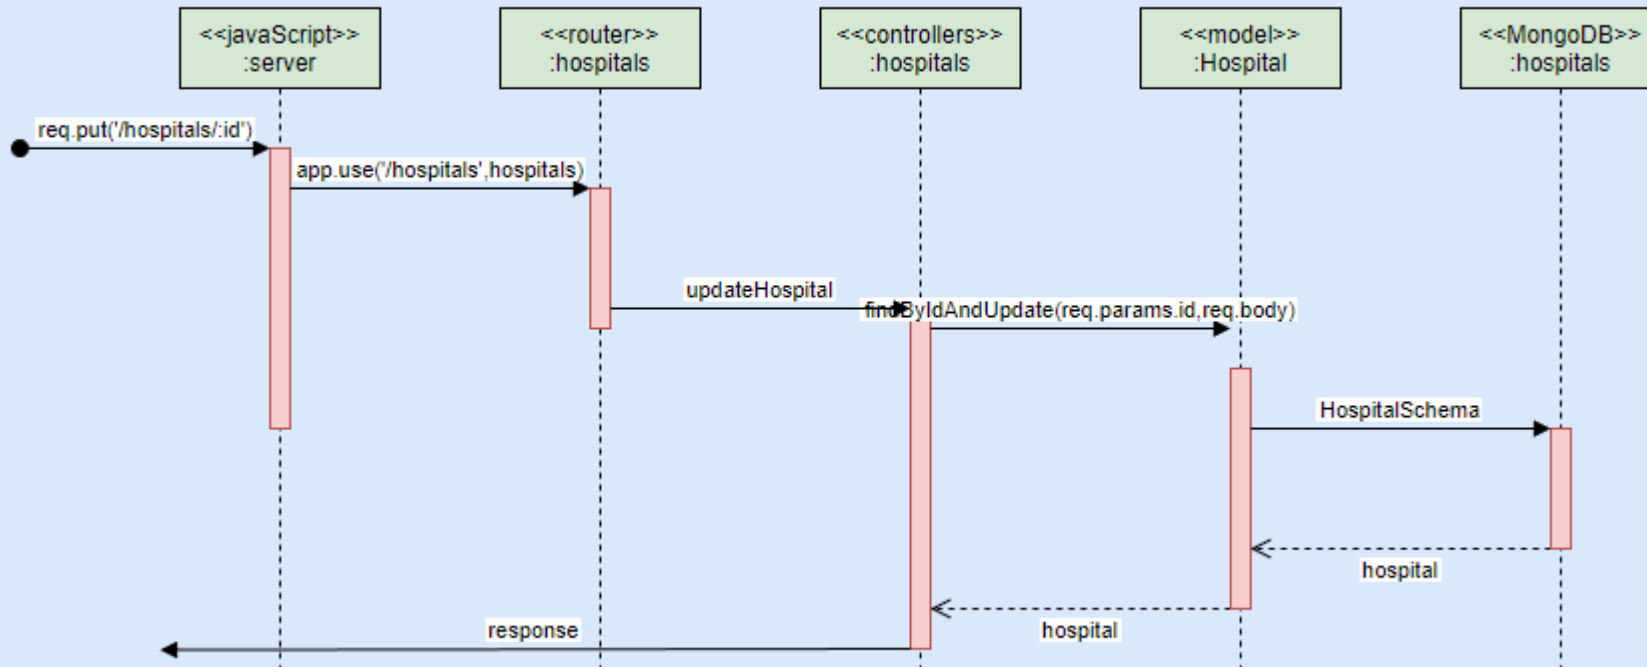 <<javaScript>>
:server
<<router>>
:hospitals
<<controllers>>
:hospitals
<<model>>
:Hospital
<<MongoDB>>
:hospitals
req.put('/hospitals/:id')
app.use('/hospitals',hospitals)
updateHospital
findByIdAndUpdate(req.params.id,req.body)
HospitalSchema
hospital
hospital
response